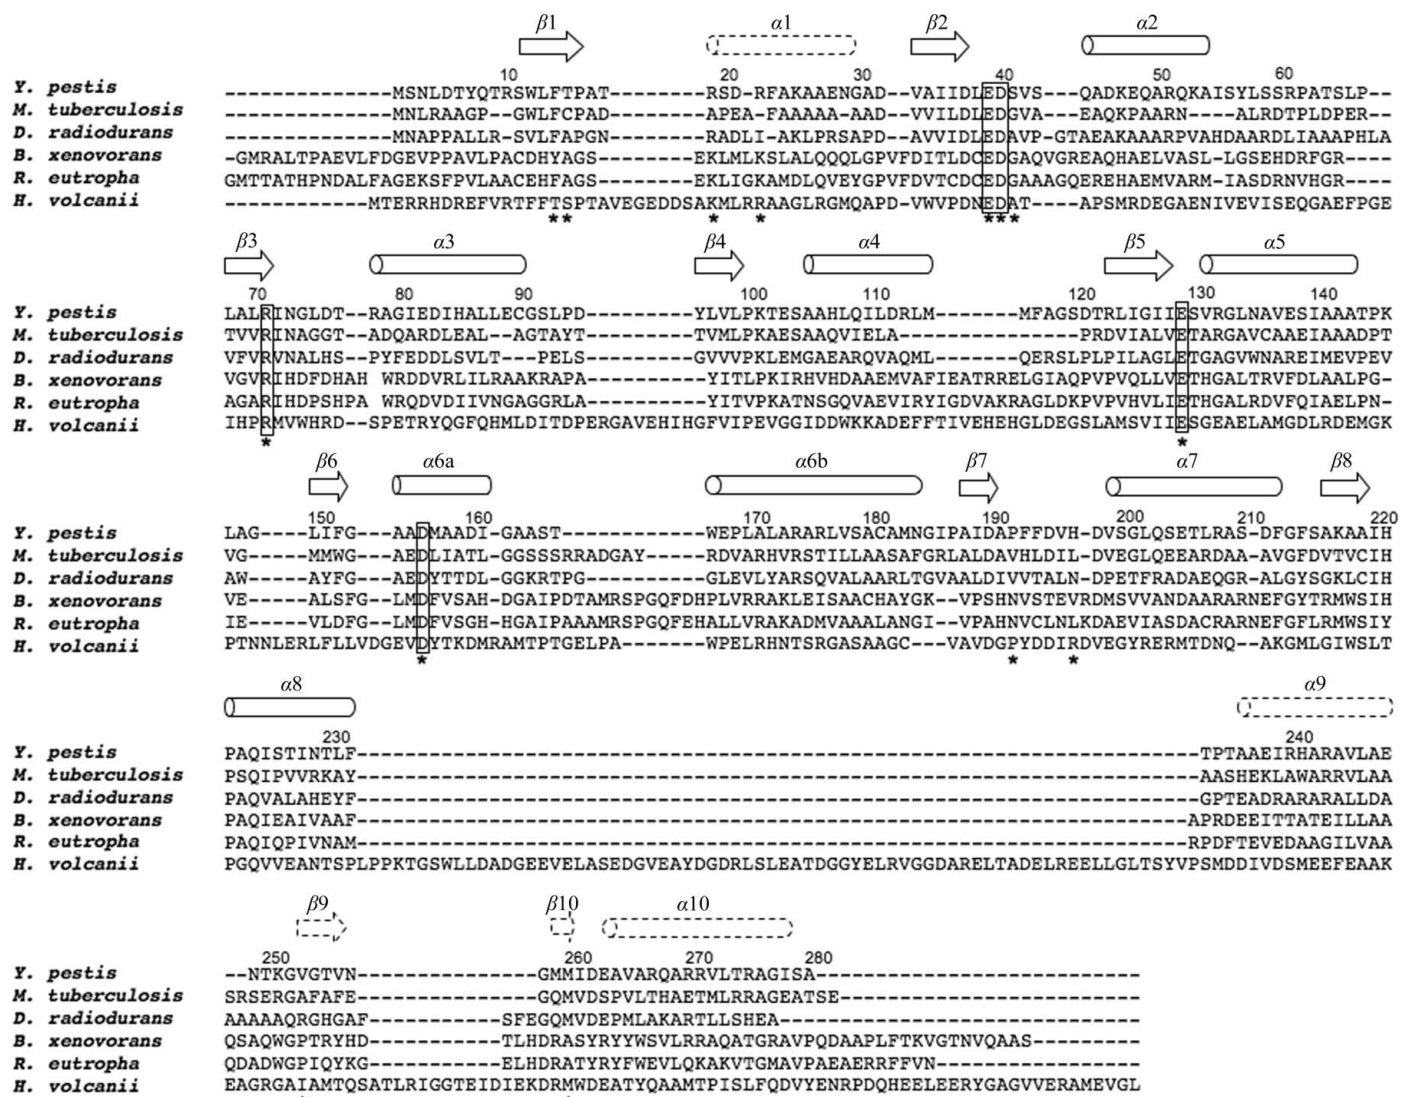 β1 α1 β2 α2
10 20 30 40 50 60
Y. pestis --------------MSNLDTYQTRSWLFTPAT--------RSD-RFAKAAENGAD--VAIIDLEDSVS---QADKEQARQKAISYLSSRPATSLP--
M. tuberculosis --------------MNLRAAGP-GWLFCPAD--------APEA-FAAAAA-AAD--VVILDLEDGVA---EAQKPAARN----ALRDTPLDPER--
D. radiodurans --------------MNAPPALLR-SVLFAPGN--------RADLI-AKLPRSAPD--AVVIDLEDAVP-GTAEAKAAARPVAHDAARDLIAAAPHLA
B. xenovorans -GMRALTPAEVLFDGEVPPAVLPACDHYAGS---------EKLMLKSLALQQQLGPVFDITLDCEDGAQVGREAQHAELVASL--LGSEHDRFGR----
R. eutropha GMTTATHPNDALFAGEKSFPVLAACEHFAGS---------EKLIGKAMDLQVEYGPVFDVTCDCEDGAAAGQEREHAEMVARM-IASDRNVHGR----
H. volcanii ------------MTERRHDREFVRTFFTSPTAVEGEDDSAKMLRRAAGLRGMQAPD-VWVPDNEDAT----APSMRDEGAENIVEVISEQGAEFPGE
** * * *** 
β3 α3 β4 α4 β5 α5
70 80 90 100 110 120 130 140
Y. pestis LALRINGLDT--RAGIEDIHALLECGSLPD---------YLVLPKTESAAHLQILDRLM-------MFAGSDTRLIGIIESVRGLNAVESIAAATPK
M. tuberculosis TVVRINAGGT--ADQARDLEAL--AGTAYT---------TVMLPKAESAAQVIELA---------------PRDVIALVETARGAVCAAEIAAADPT
D. radiodurans VFVRVNALHS--PYFEDDLSVLT---PELS---------GVVVPKLEMGAEARQVAQML-------QERSLPLPILAGLETGAGVWNAREIMEVPEV
B. xenovorans VGVRIHDFDHAH WRDDVRLILRAAKRAPA----------YITLPKIRHVHDAAEMVAFIEATRRELGIAQPVPVQLLVETHGALTRVFDLAALPG-
R. eutropha AGARIHDPSHPA WRQDVDIIVNGAGGRLA----------YITVPKATNSGQVAEVIRYIGDVAKRAGLDKPVPVHVLIETHGALRDVFQIAELPN-
H. volcanii IHPRMVWHRD--SPETRYQGFQHMLDITDPERGAVEHIHGFVIPEVGGIDDWKKADEFFTIVEHEHGLDEGSLAMSVIIESGEAELAMGDLRDEMGK
* *
β6 α6a α6b β7 α7 β8
150 160 170 180 190 200 210 220
Y. pestis LAG----LIFG---AADMAADI-GAAST------------WEPLALARARLVSACAMNGIPAIDAPFFDVH-DVSGLQSETLRAS-DFGFSAKAAIH
M. tuberculosis VG-----MMWG---AEDLIATL-GGSSSRRADGAY-----RDVARHVRSTILLAASAFGRLALDAVHLDIL-DVEGLQEEARDAA-AVGFDVTVCIH
D. radiodurans AW-----AYFG---AEDYTTDL-GGKRTPG----------GLEVLYARSQVALAARLTGVAALDIVVTALN-DPETFRADAEQGR-ALGYSGKLCIH
B. xenovorans VE-----ALSFG--LMDFVSAH-DGAIPDTAMRSPGQFDHPLVRRAKLEISAACHAYGK--VPSHNVSTEVRDMSVVANDAARARNEFGYTRMWSIH
R. eutropha IE-----VLDFG--LMDFVSGH-HGAIPAAAMRSPGQFEHALLVRAKADMVAAALANGI--VPAHNVCLNLKDAEVIASDACRARNEFGFLRMWSIY
H. volcanii PTNNLERLFLLVDGEVDYTKDMRAMTPTGELPA-------WPELRHNTSRGASAAGC---VAVDGPYDDIRDVEGYRERMTDNQ--AKGMLGIWSLT
* * *
α8 α9
230 240
Y. pestis PAQISTINTLF----------------------------------------------------------------------TPTAAEIRHARAVLAE
M. tuberculosis PSQIPVVRKAY----------------------------------------------------------------------AASHEKLAWARRVLAA
D. radiodurans PAQVALAHEYF----------------------------------------------------------------------GPTEADRARARALLDA
B. xenovorans PAQIEAIVAAF---------------------------------------------------------------------APRDEEITTATEILLAA
R. eutropha PAQIQPIVNAM---------------------------------------------------------------------RPDFTEVEDAAGILVAA
H. volcanii PGQVVEANTSPLPPKTGSWLLDADGEEVELASEDGVEAYDGDRLSLEATDGGYELRVGGDARELTADELREELLGLTSYVPSMDDIVDSMEEFEAAK
β9 β10 α10
250 260 270 280
Y. pestis --NTKGVGTVN---------------GMMIDEAVARQARRVLTRAGISA---------------------------
M. tuberculosis SRSERGAFAFE---------------GQMVDSPVLTHAETMLRRAGEATSE-------------------------
D. radiodurans AAAAAQRGHGAF-----------SFEGQMVDEPMLAKARTLLSHEA------------------------------
B. xenovorans QSAQWGPTRYHD-----------TLHDRASYRYYWSVLRRAQATGRAVPQDAAPLFTKVGTNVQAAS---------
R. eutropha QDADWGPIQYKG-----------ELHDRATYRYFWEVLQKAKVTGMAVPAEAERRFFVN-----------------
H. volcanii EAGRGAIAMTQSATLRIGGTEIDIEKDRMWDEATYQAAMTPISLFQDVYENRPDQHEELEERYGAGVVERAMEVGL